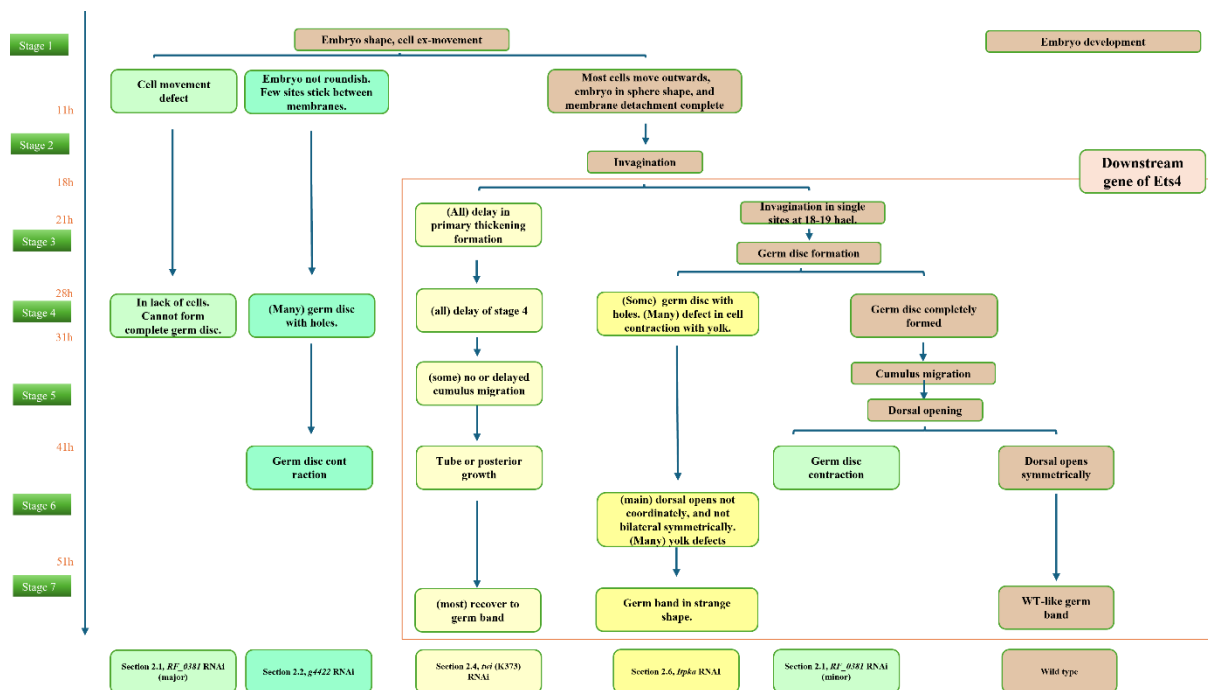 Stage 1
Embryo shape, cell ex-movement
Embryo development
Cell movement
defect
Embryo not roundish.
Few sites stick between
membranes.
Most cells move outwards,
embryo in sphere shape, and
membrane detachment complete
11h
Stage 2
Invagination
Downstream
gene of Ets4
18h
21h
(All) delay in
primary thickening
formation
Invagination in single
sites at 18-19 hael.
Stage 3
Germ disc formation
28h
Stage 4
31h
In lack of cells.
Cannot form
complete germ disc.
(Many) germ disc
with holes.
(all) delay of stage 4
(Some) germ disc with
holes. (Many) defect in
cell contraction with yolk.
Germ disc completely
formed
(some) no or delayed
cumulus migration
Cumulus migration
Stage 5
Dorsal opening
41h
Germ disc cont
raction
Tube or posterior
growth
Germ disc
contraction
Dorsal opens
symmetrically
Stage 6
(main) dorsal opens not
coordinately, and not
bilateral symmetrically.
(Many) yolk defects
51h
Stage 7
(most) recover to
germ band
Germ band in strange
shape.
WT-like germ
band
Section 2.1, RF_0381 RNAi
(major)
Section 2.2, g4422 RNAi
Section 2.4, twi (K373)
RNAi
Section 2.6, Itpka RNAi
Section 2.1, RF_0381 RNAi
(minor)
Wild type